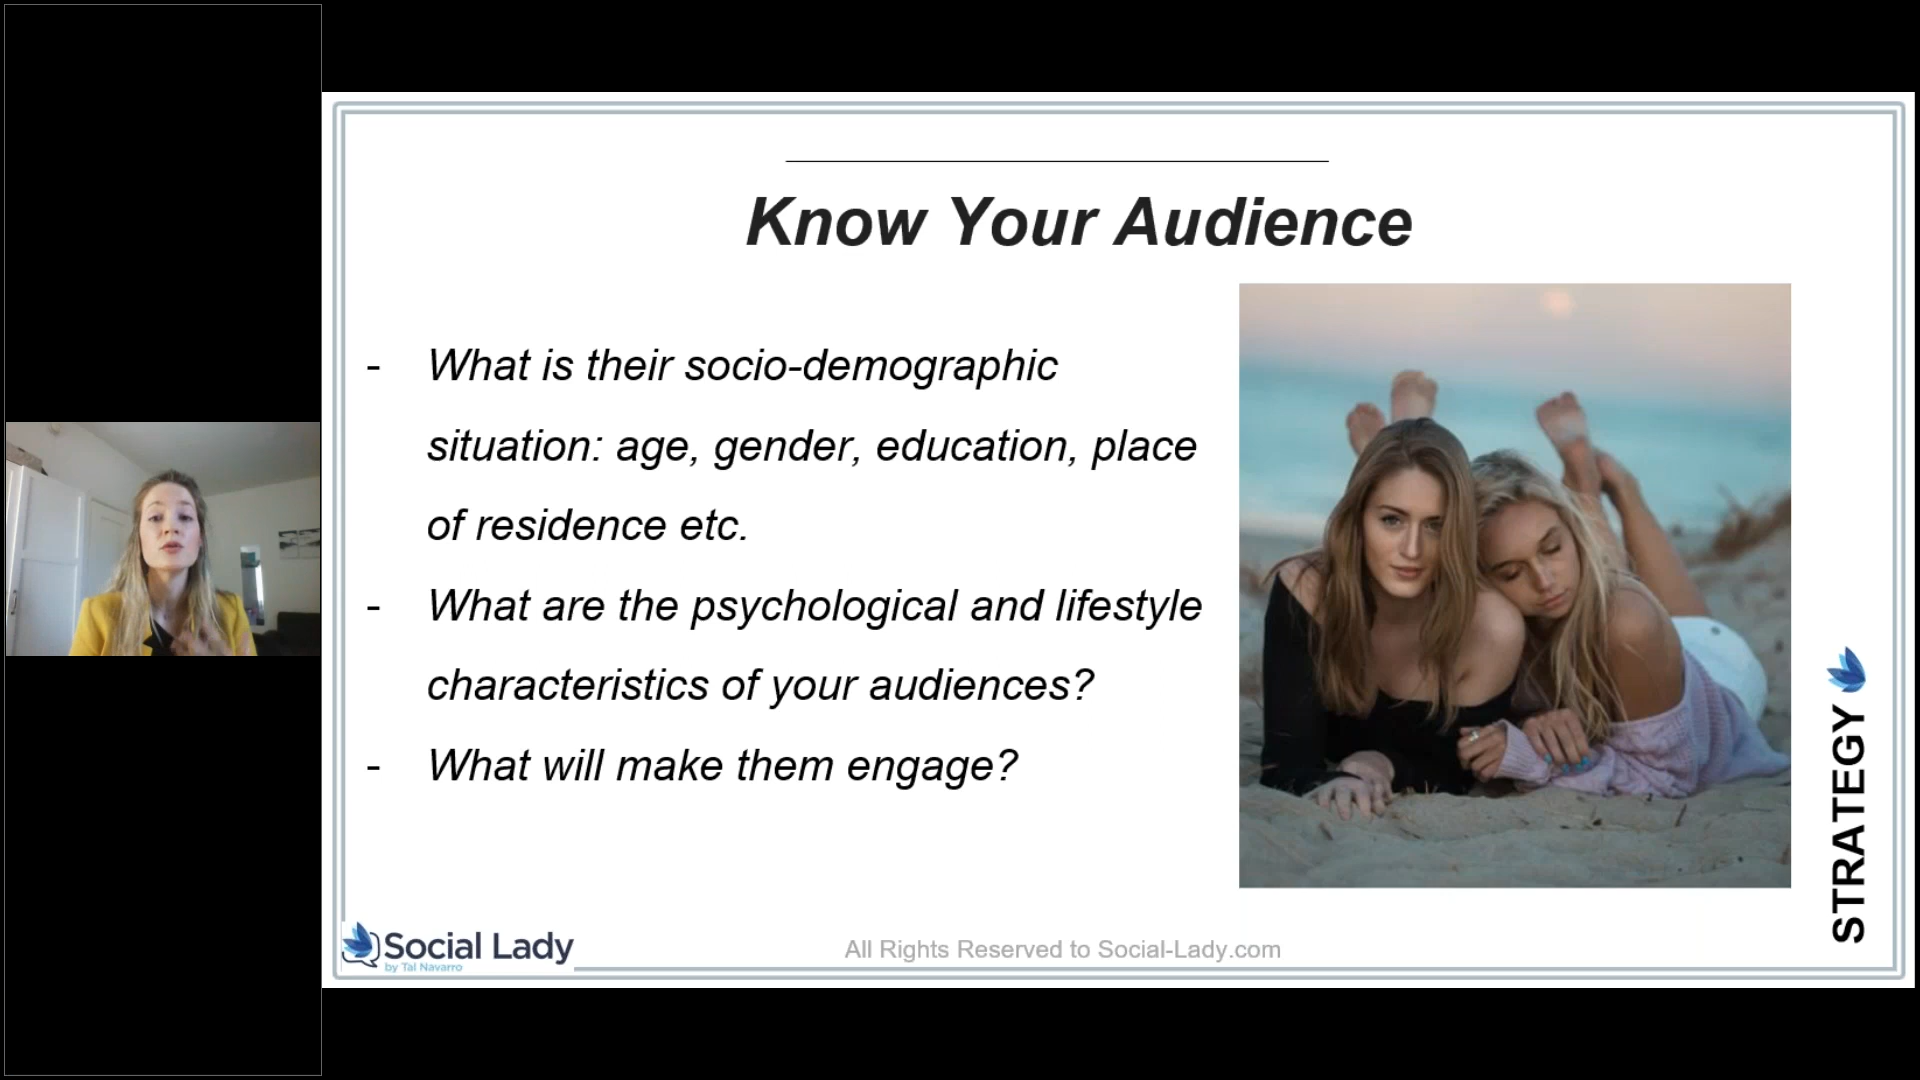 Know Your Audience
- What is their socio-demographic
situation: age, gender, education, place
of residence etc.
- What are the psychological and lifestyle
characteristics of your audiences?
- What will make them engage?
STRATEGY
Social Lady
by Tal Navarro
All Rights Reserved to Social-Lady.com